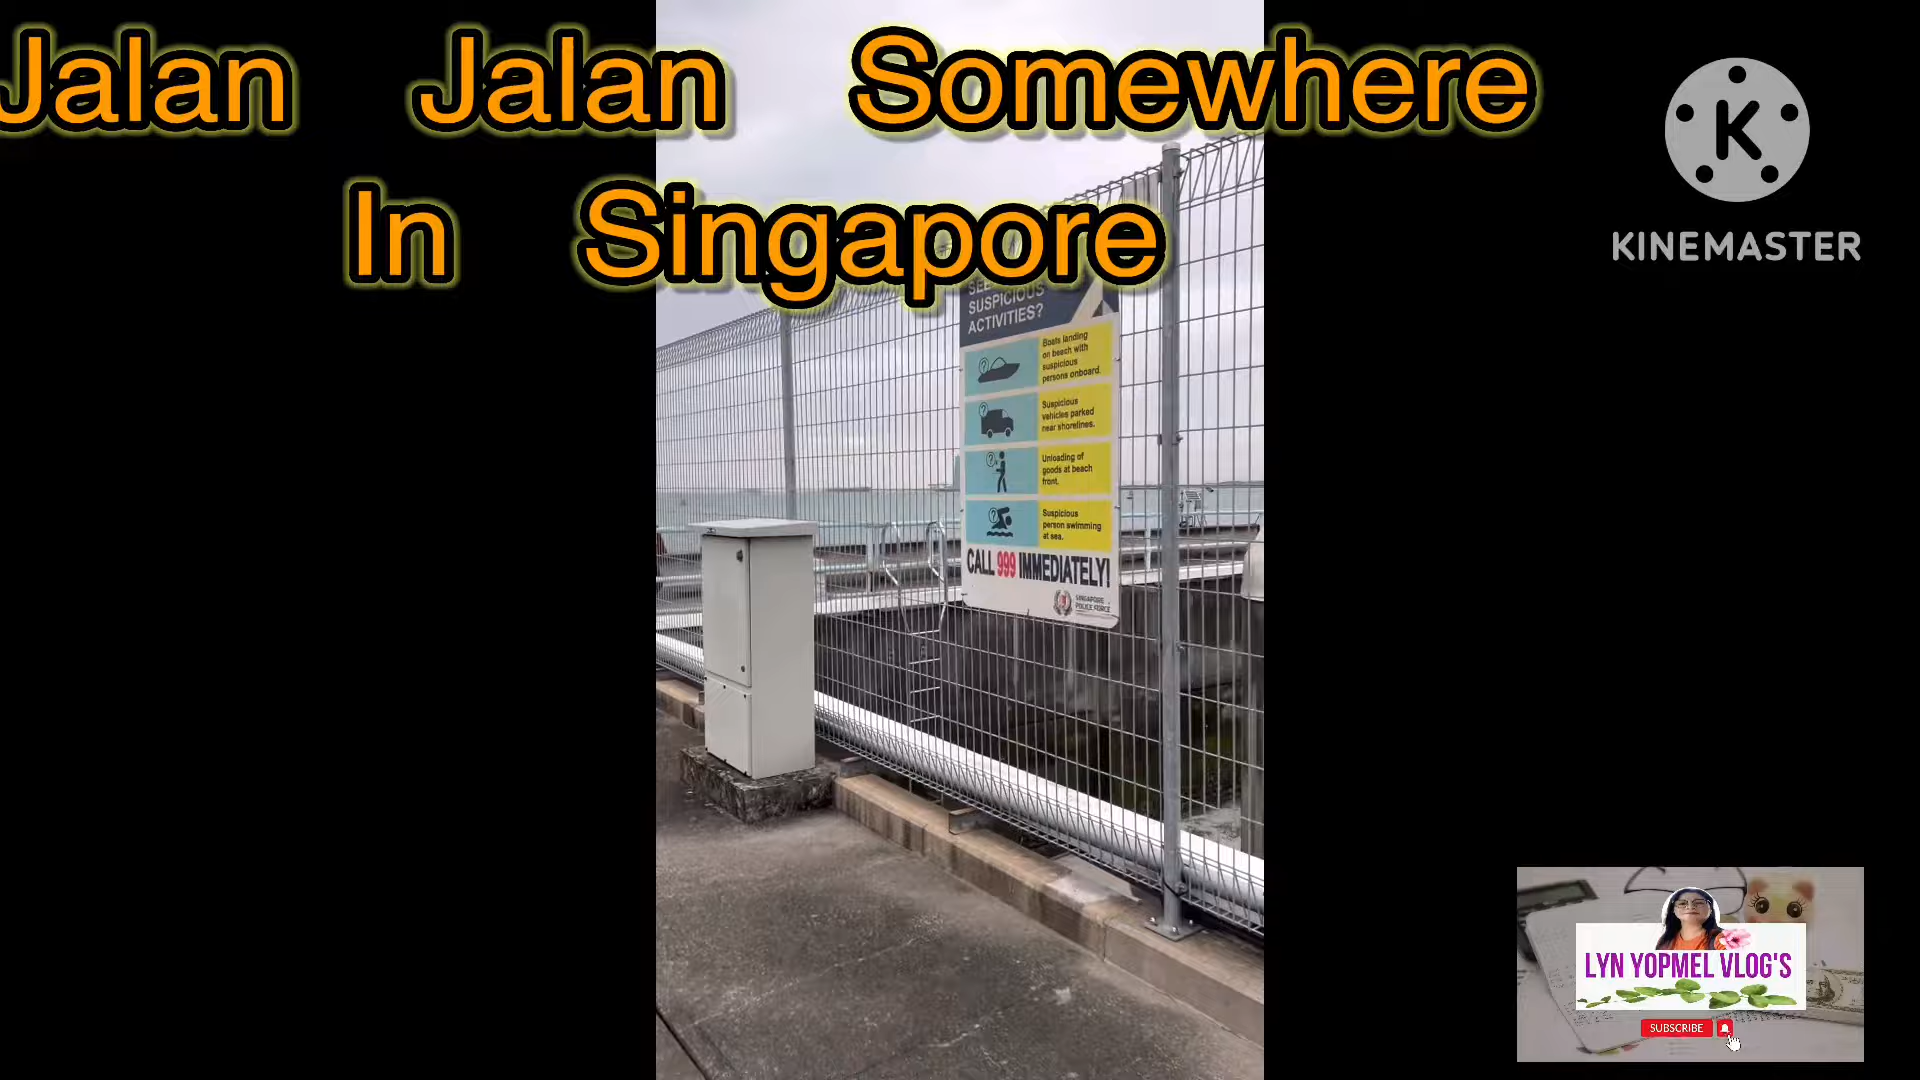 Jalan Jalan Somewhere
In Singapore
K
KINEMASTER
SEE
SUSPICIOUS
ACTIVITIES?
Boats landing
on beach with
suspicious
persons onboard.
Suspicious
vehicles parked
near shorelines.
Unloading of
goods at beach
front.
Suspicious
person swimming
at sea.
CALL 999 IMMEDIATELY!
SINGAPORE
POLICE FORCE
LYN YOPMEL VLOG'S
SUBSCRIBE